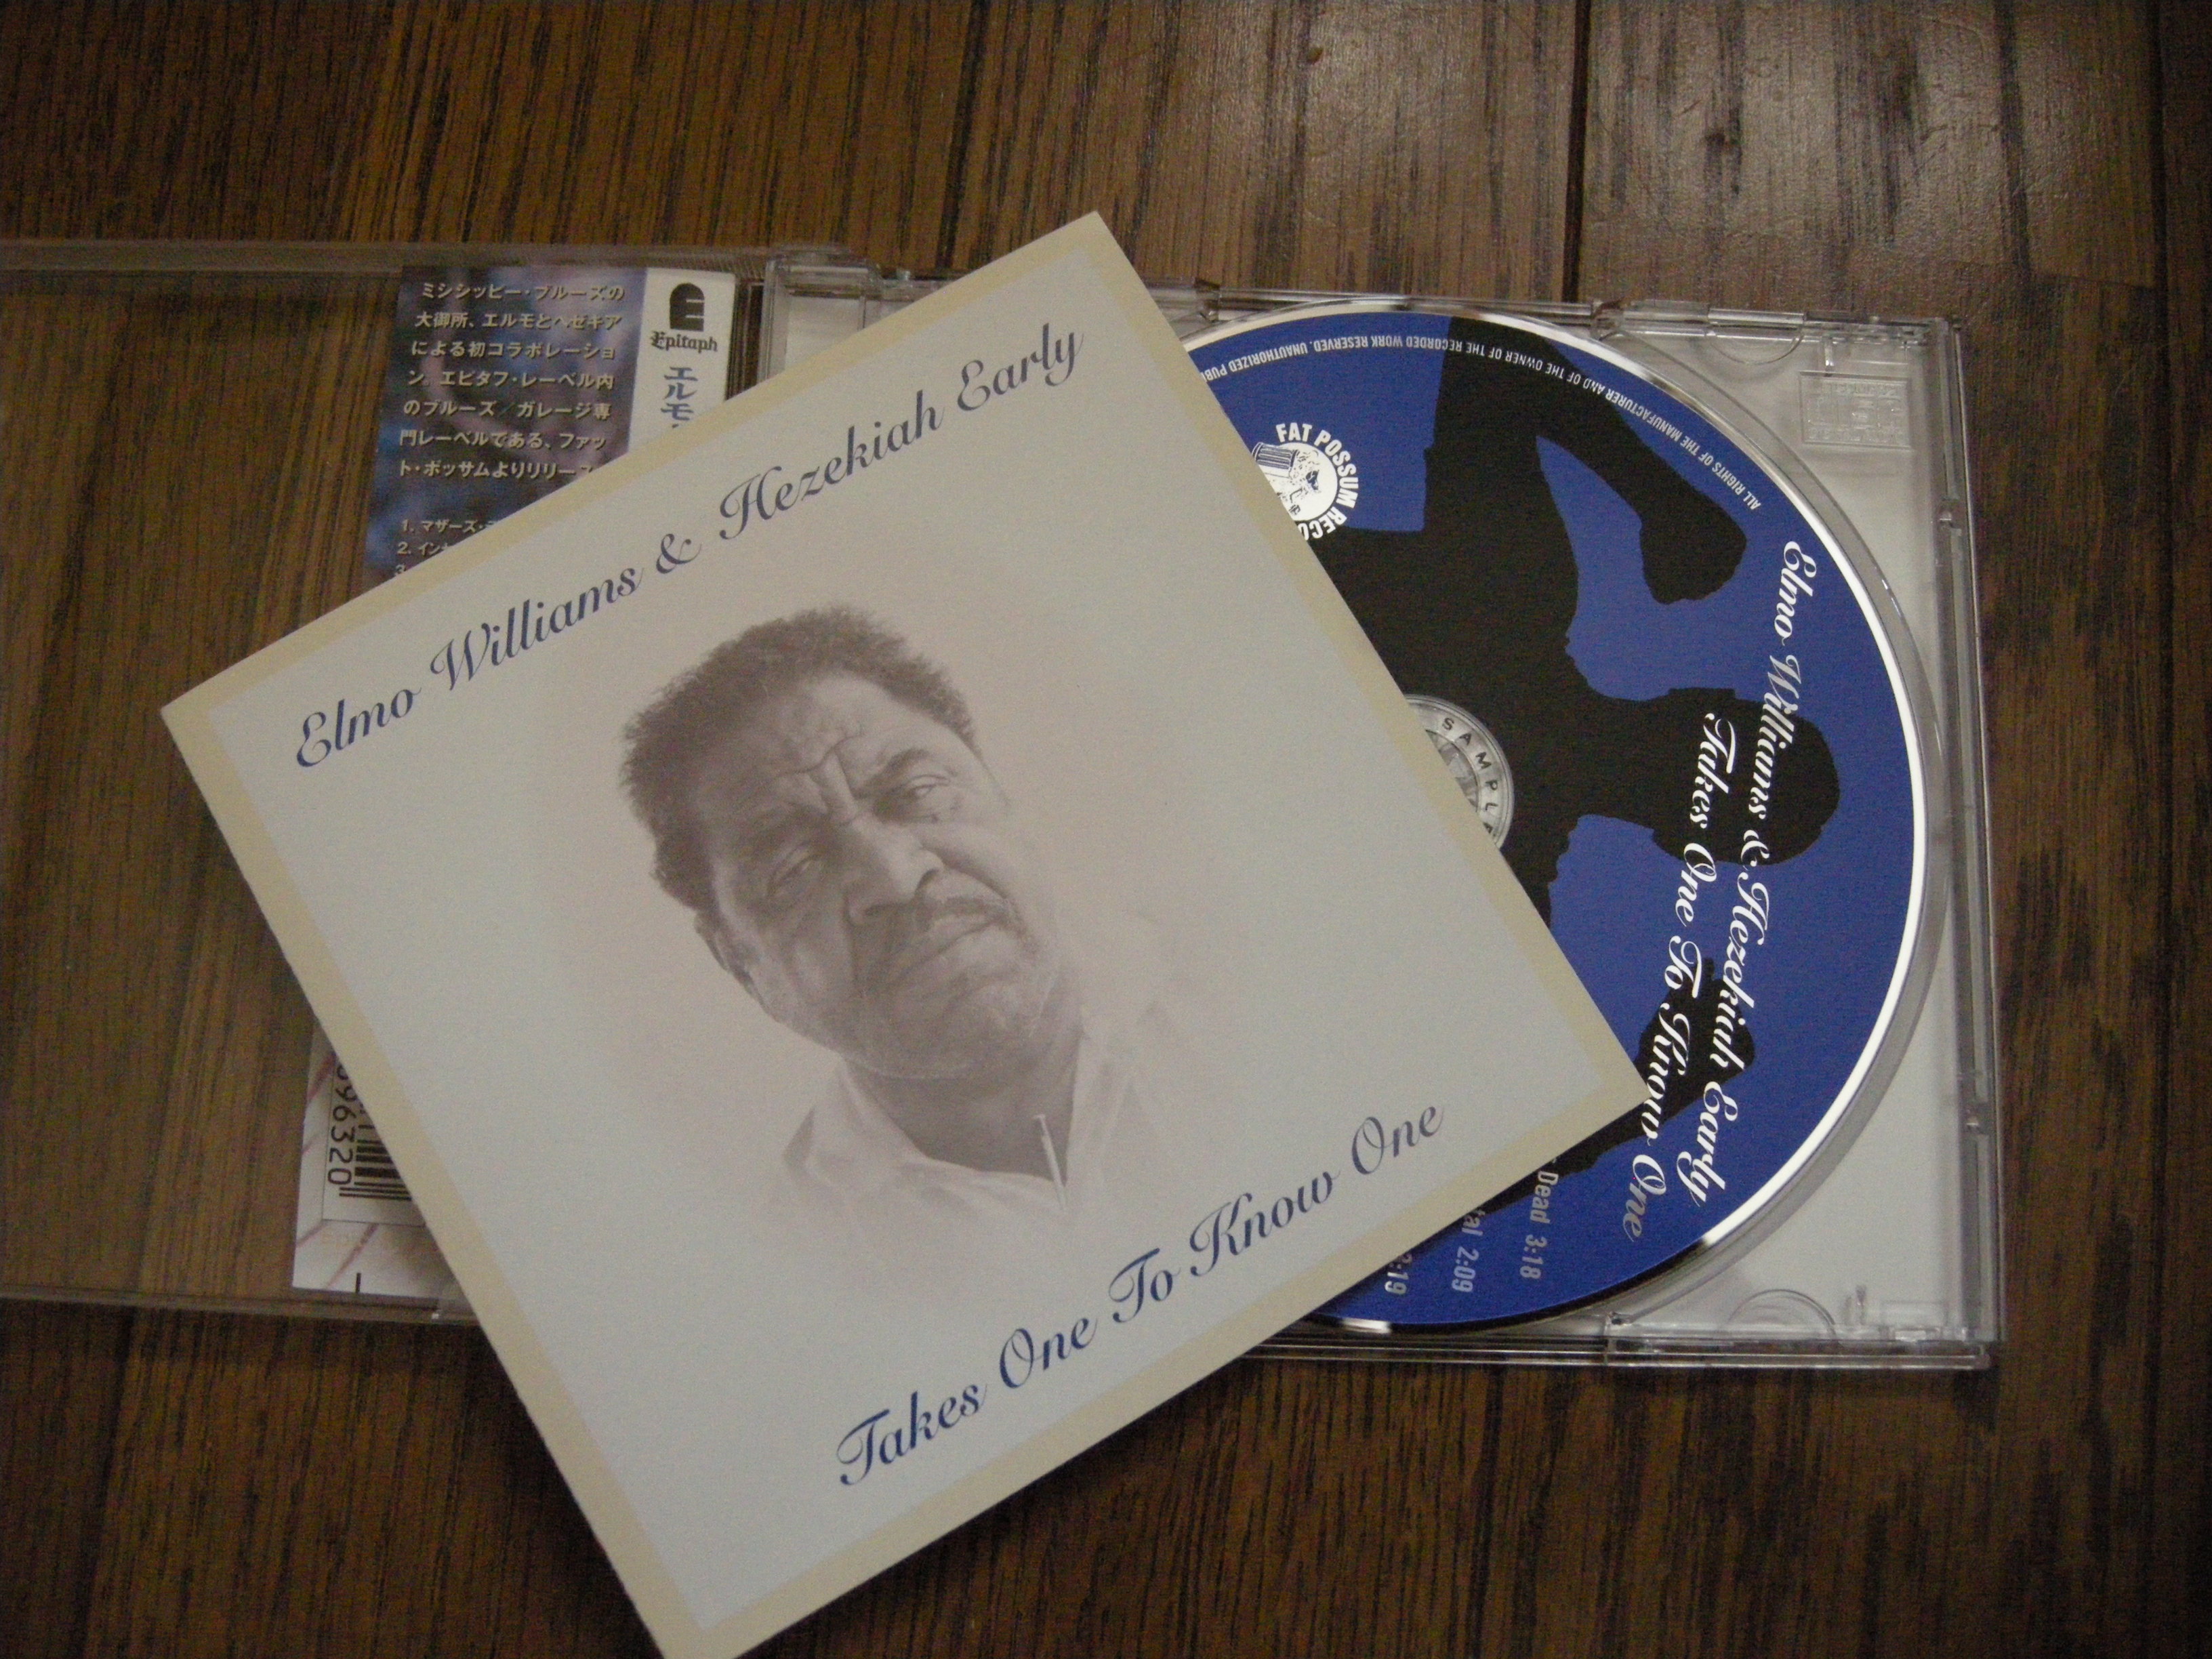 Elmo Williams & Hezekiah Early
Takes One To Know One
ミシシッピー・ブルーズの
大御所、エルモとヘゼキア
による初コラボレーショ
ン。エピタフ・レーベル内
のブルーズ/ガレージ専
門レーベルである、ファッ
ト・ポッサムよりリリース
1. マザーズ・
2.
3.
Epitaph
エルモ
96320
ALL RIGHTS OF THE MANUFACTURER AND OF THE OWNER OF THE RECORDED WORK RESERVED. UNAUTHORIZED
FAT POSSUM
SAMPL
Elmo Williams & Hezekiah Early
Takes One To Know One
Dead 3:18
2:09
:19